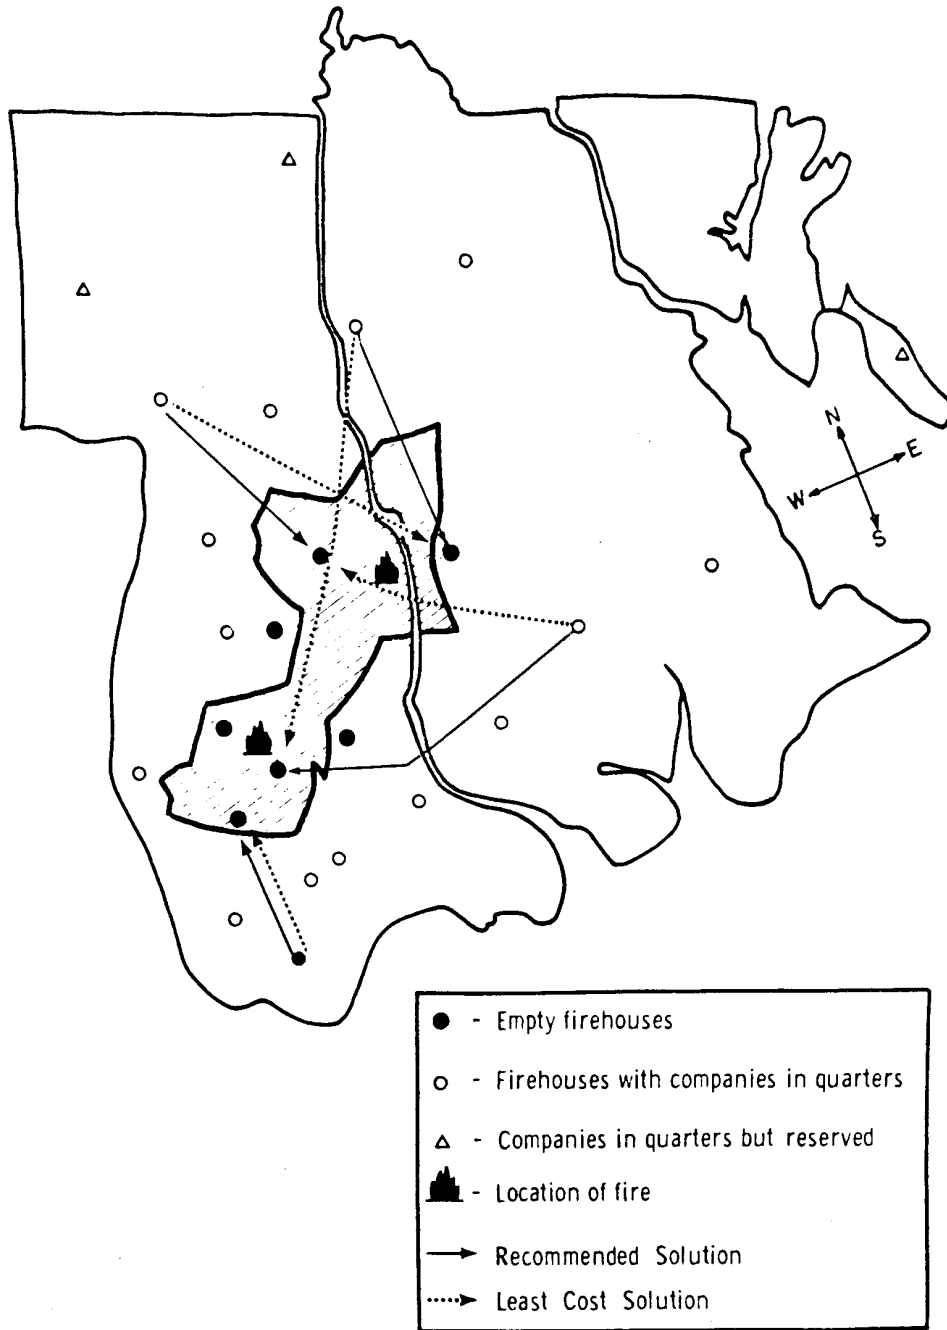 N
E
W
S
- Empty firehouses
- Firehouses with companies in quarters
- Companies in quarters but reserved
- Location of fire
Recommended Solution
Least Cost Solution